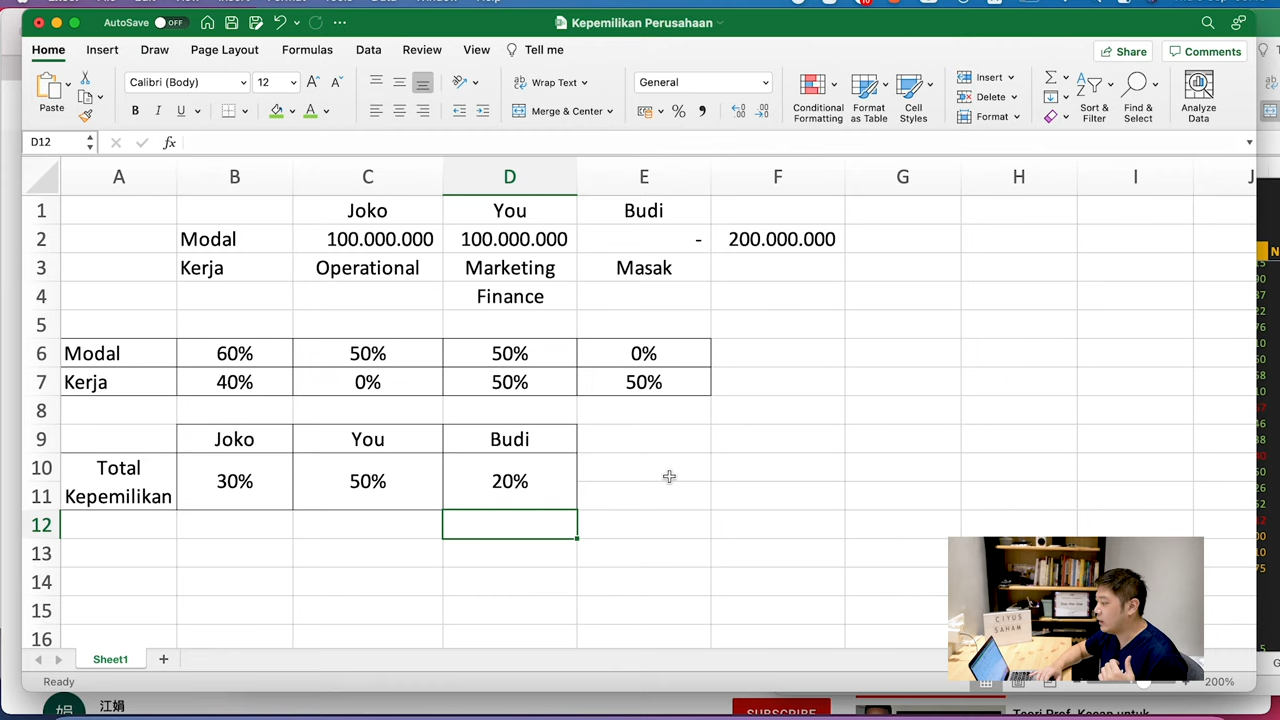 AutoSave OFF Kepemilikan Perusahaan
Home Insert Draw Page Layout Formulas Data Review View Tell me Share Comments
Paste Calibri (Body) 12 Wrap Text Merge & Center General Conditional Formatting Format as Table Cell Styles Insert Delete Format Sort & Filter Find & Select Analyze Data
D12 fx
A B C D E F G H I J
1 Joko You Budi
2 Modal 100.000.000 100.000.000 - 200.000.000
3 Kerja Operational Marketing Masak
4 Finance
5
6 Modal 60% 50% 50% 0%
7 Kerja 40% 0% 50% 50%
8
9 Joko You Budi
10 Total
11 Kepemilikan 30% 50% 20%
12
13
14
15
16
CIYUS
SAHAM
Sheet1
Ready 200%
江娟
SUBSCRIBE